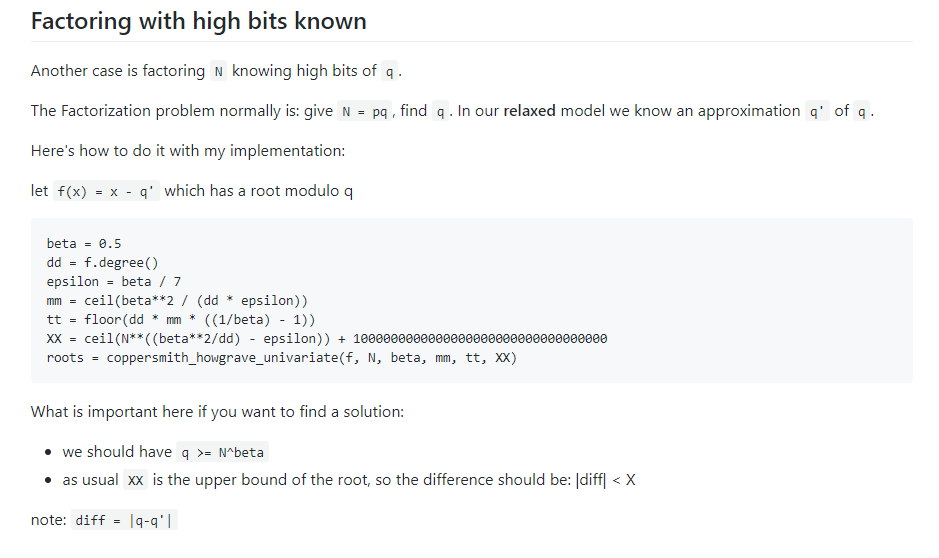 Factoring with high bits known
Another case is factoring N knowing high bits of q .
The Factorization problem normally is: give N = pq , find q . In our relaxed model we know an approximation q' of q .
Here's how to do it with my implementation:
let f(x) = x - q' which has a root modulo q
beta = 0.5
dd = f.degree()
epsilon = beta / 7
mm = ceil(beta**2 / (dd * epsilon))
tt = floor(dd * mm * ((1/beta) - 1))
XX = ceil(N**((beta**2/dd) - epsilon)) + 1000000000000000000000000000000000
roots = coppersmith_howgrave_univariate(f, N, beta, mm, tt, XX)
What is important here if you want to find a solution:
• we should have q >= N^beta
• as usual XX is the upper bound of the root, so the difference should be: |diff| < X
note: diff = |q-q'|